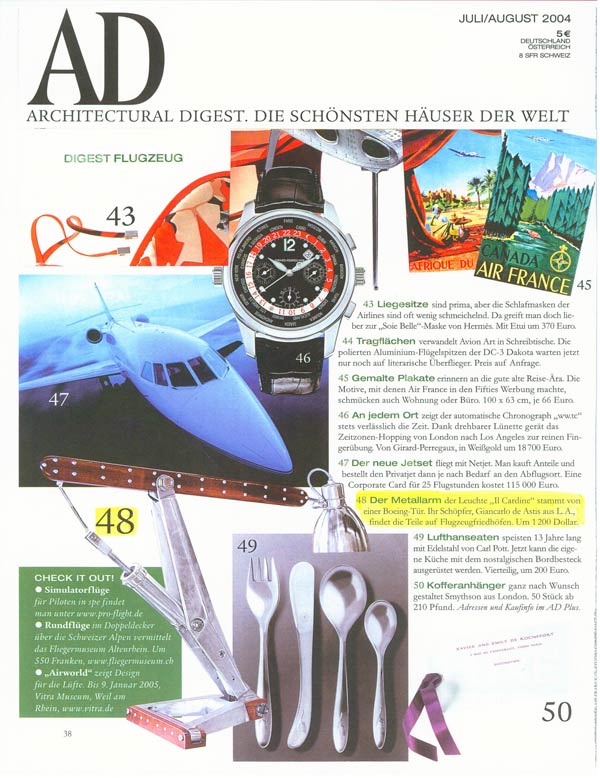 JULI/AUGUST 2004
5 €
DEUTSCHLAND
ÖSTERREICH
8 SFR SCHWEIZ
AD
ARCHITECTURAL DIGEST. DIE SCHÖNSTEN HÄUSER DER WELT
DIGEST FLUGZEUG
43
AFRIQUE DU
CANADA
AIR FRANCE
45
46
47
43 Liegesitze sind prima, aber die Schlafmasken der
Airlines sind oft wenig schmeichelnd. Da greift man doch lie-
ber zur „Soie Belle"-Maske von Hermès. Mit Etui um 370 Euro.
44 Tragflächen verwandelt Avion Art in Schreibtische. Die
polierten Aluminium-Flügelspitzen der DC-3 Dakota warten jetzt
nur noch auf literarische Überflieger. Preis auf Anfrage.
45 Gemalte Plakate erinnern an die gute alte Reise-Ära. Die
Motive, mit denen Air France in den Fifties Werbung machte,
schmücken auch Wohnung oder Büro. 100 x 63 cm, je 66 Euro.
46 An jedem Ort zeigt der automatische Chronograph „ww.tc"
stets verlässlich die Zeit. Dank drehbarer Lünette gerät das
Zeitzonen-Hopping von London nach Los Angeles zur reinen Fin-
gerübung. Von Girard-Perregaux, in Weißgold um 18700 Euro.
47 Der neue Jetset fliegt mit Netjet. Man kauft Anteile und
bestellt den Privatjet dann je nach Bedarf an den Abflugsort. Eine
Corporate Card für 25 Flugstunden kostet 115 000 Euro.
48 Der Metallarm der Leuchte „Il Cardine" stammt von
einer Boeing-Tür. Ihr Schöpfer, Giancarlo de Astis aus L.A.,
findet die Teile auf Flugzeugfriedhöfen. Um 1 200 Dollar.
49 Lufthanseaten speisten 13 Jahre lang
mit Edelstahl von Carl Pott. Jetzt kann die eige-
ne Küche mit dem nostalgischen Bordbesteck
ausgerüstet werden. Vierteilig, um 200 Euro.
50 Kofferanhänger ganz nach Wunsch
gestaltet Smythson aus London. 50 Stück ab
210 Pfund. Adressen und Kaufinfo im AD Plus.
48
49
CHECK IT OUT!
● Simulatorflüge
für Piloten in spe findet
man unter www.pro-flight.de
● Rundflüge im Doppeldecker
über die Schweizer Alpen vermittelt
das Fliegermuseum Altenrhein. Um
550 Franken, www.fliegermuseum.ch
● „Airworld" zeigt Design
für die Lüfte. Bis 9. Januar 2005,
Vitra Museum, Weil am
Rhein, www.vitra.de
XAVIER AND EMILY DE ROCHEFORT
50
38